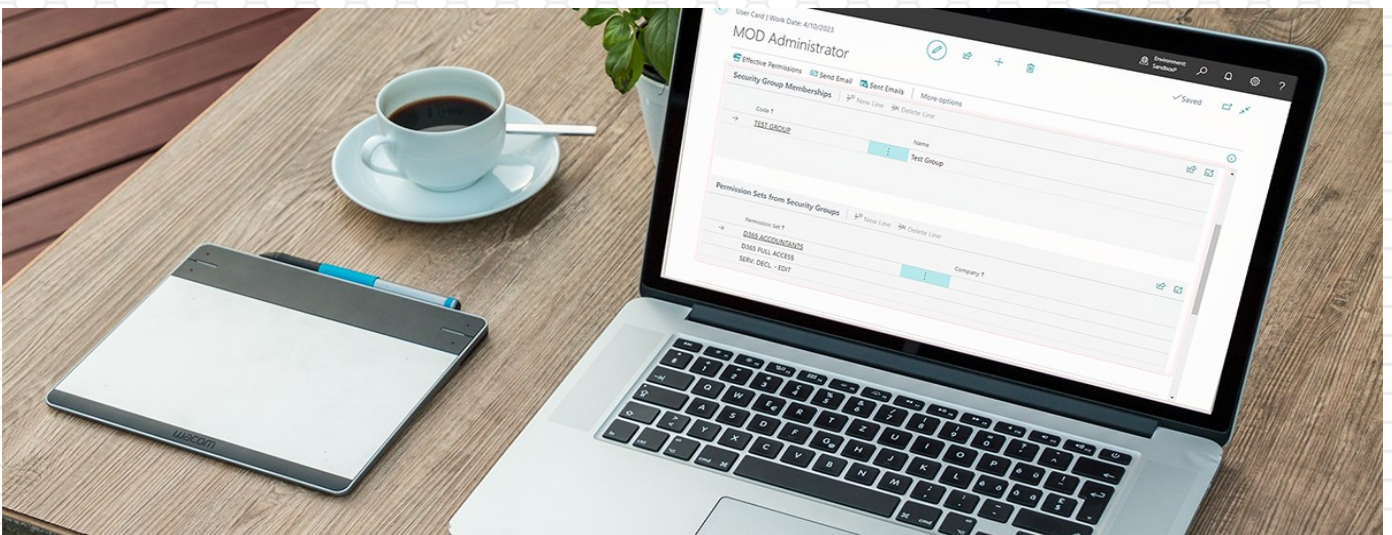 User Card | Work Date: 4/10/2023
MOD Administrator
Environment:
Sandbox
Effective Permissions Send Email Sent Emails More options
Saved
Security Group Memberships New Line Delete Line
Code ↑
Name
TEST GROUP
Test Group
Permission Sets from Security Groups New Line Delete Line
Permission Set ↑
Company ↑
D365 ACCOUNTANTS
D365 FULL ACCESS
SERV. DECL. - EDIT
wacom
Q W E R T Z U I O P
A S D F G H J K L
Y X C V B N M
cmd
cmd